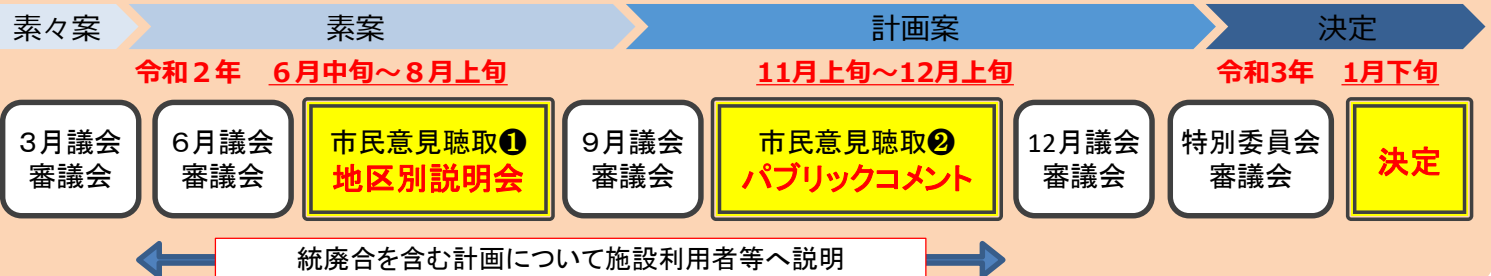 素々案
素案
計画案
決定
令和２年　６月中旬～８月上旬
11月上旬～12月上旬
令和3年　1月下旬
３月議会
審議会
６月議会
審議会
市民意見聴取❶
地区別説明会
９月議会
審議会
市民意見聴取❷
パブリックコメント
12月議会
審議会
特別委員会
審議会
決定
統廃合を含む計画について施設利用者等へ説明